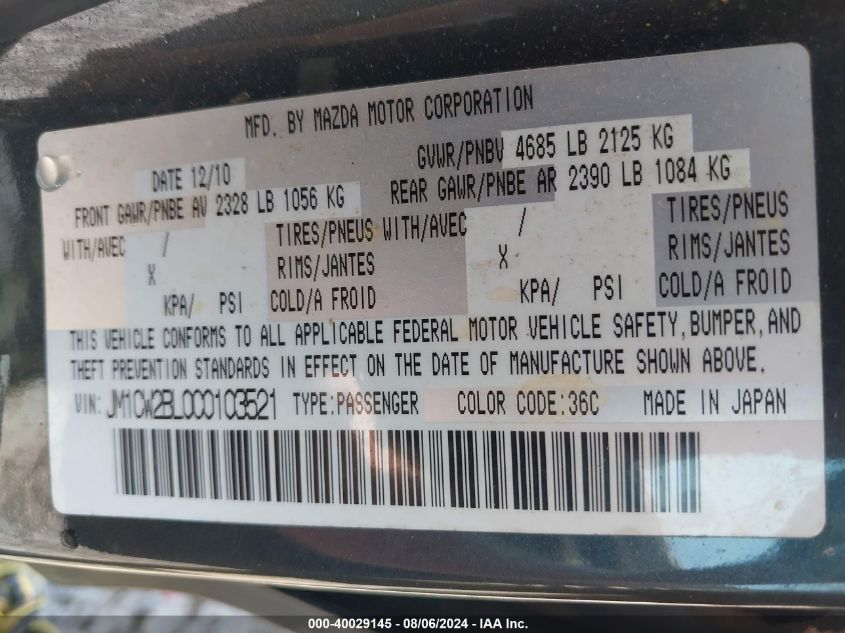 MFD. BY MAZDA MOTOR CORPORATION
DATE 12/10 GVWR/PNBV 4685 LB 2125 KG
FRONT GAWR/PNBE AV 2328 LB 1056 KG REAR GAWR/PNBE AR 2390 LB 1084 KG
WITH/AVEC / TIRES/PNEUS WITH/AVEC / TIRES/PNEUS
X RIMS/JANTES X RIMS/JANTES
KPA/ PSI COLD/A FROID KPA/ PSI COLD/A FROID
THIS VEHICLE CONFORMS TO ALL APPLICABLE FEDERAL MOTOR VEHICLE SAFETY, BUMPER, AND
THEFT PREVENTION STANDARDS IN EFFECT ON THE DATE OF MANUFACTURE SHOWN ABOVE.
VIN: JM1CW2BL0C0103521 TYPE:PASSENGER COLOR CODE:36C MADE IN JAPAN
000-40029145 - 08/06/2024 - IAA Inc.